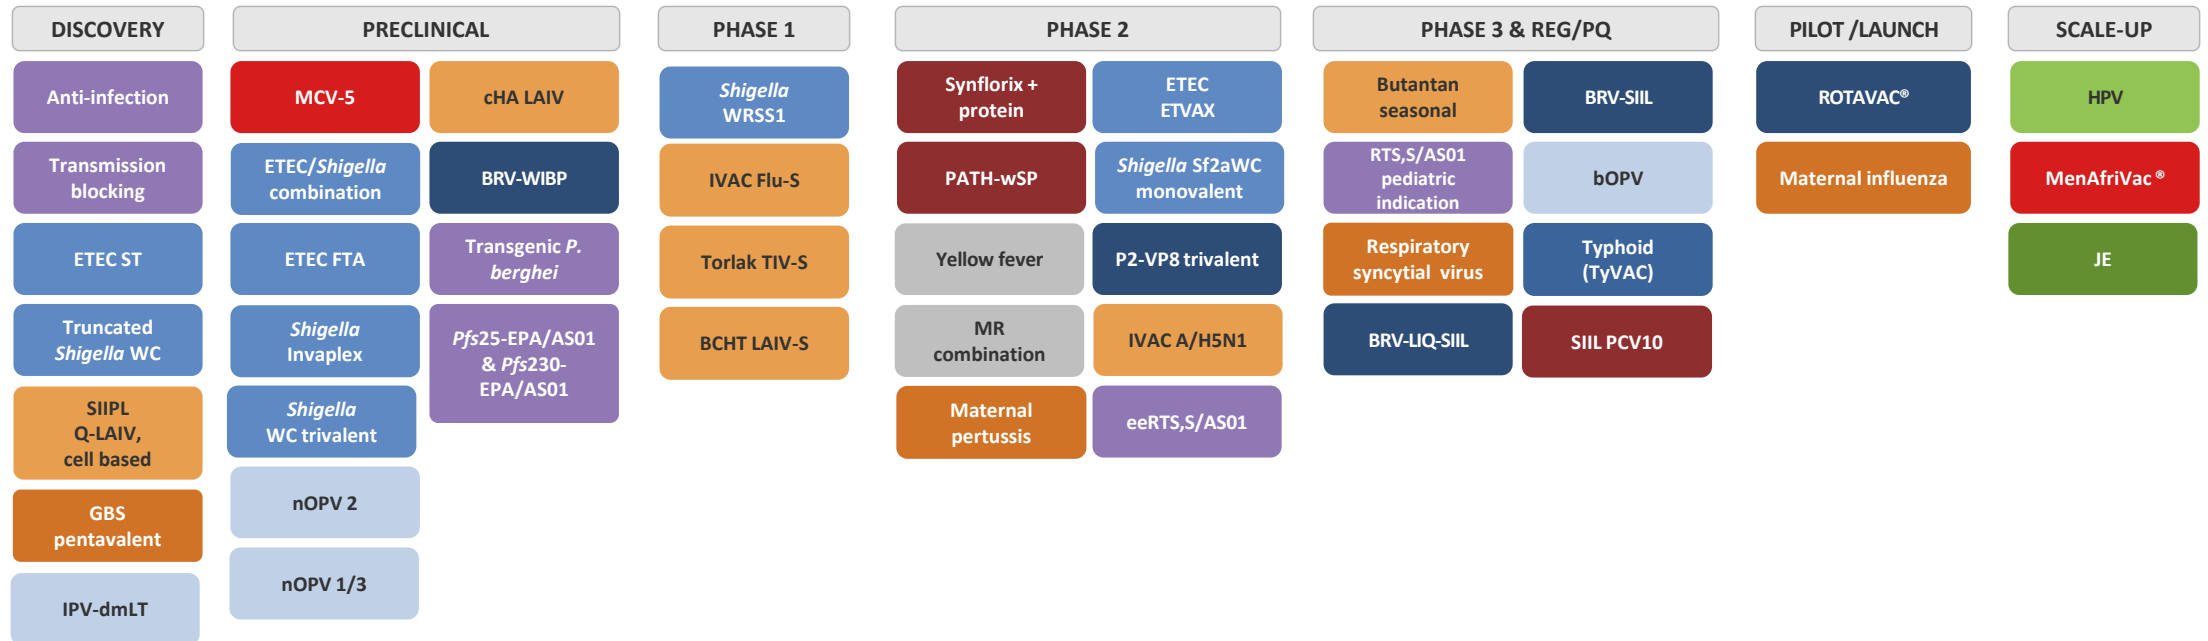 DISCOVERY
Anti-infection
Transmission
blocking
ETEC ST
Truncated
Shigella WC
SIIPL
Q-LAIV,
cell based
GBS
pentavalent
IPV-dmLT
PRECLINICAL
MCV-5
ETEC/Shigella
combination
ETEC FTA
Shigella
Invaplex
Shigella
WC trivalent
nOPV 2
nOPV 1/3
cHA LAIV
BRV-WIBP
Transgenic P.
berghei
Pfs25-EPA/AS01
& Pfs230-
EPA/AS01
PHASE 1
Shigella
WRSS1
IVAC Flu-S
Torlak TIV-S
BCHT LAIV-S
PHASE 2
Synflorix +
protein
PATH-wSP
Yellow fever
MR
combination
Maternal
pertussis
ETEC
ETVAX
Shigella Sf2aWC
monovalent
P2-VP8 trivalent
IVAC A/H5N1
eeRTS,S/AS01
PHASE 3 & REG/PQ
Butantan
seasonal
RTS,S/AS01
pediatric
indication
Respiratory
syncytial virus
BRV-LIQ-SIIL
BRV-SIIL
bOPV
Typhoid
(TyVAC)
SIIL PCV10
PILOT /LAUNCH
ROTAVAC®
Maternal influenza
SCALE-UP
HPV
MenAfriVac ®
JE